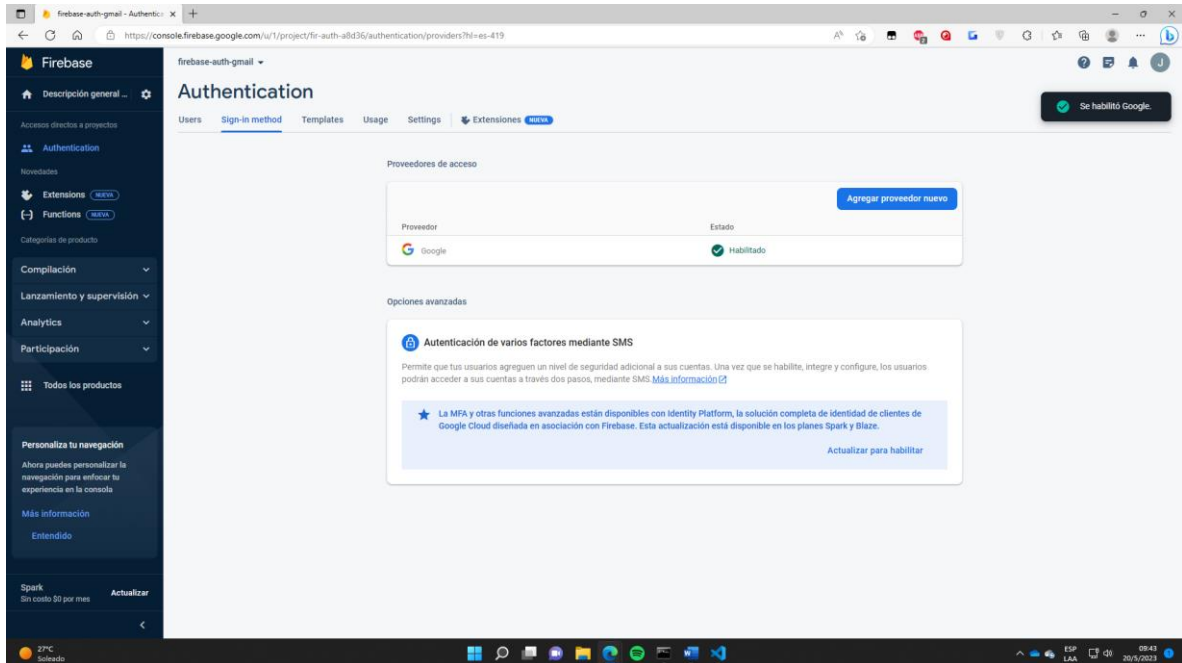 firebase-auth-gmail - Authentic
https://console.firebase.google.com/u/1/project/fir-auth-a8d36/authentication/providers?hl=es-419
Firebase
firebase-auth-gmail
J
Descripción general ...
Authentication
Se habilitó Google.
Users Sign-in method Templates Usage Settings Extensiones NUEVA
Accesos directos a proyectos
Authentication
Novedades
Extensions NUEVA
Functions NUEVA
Categorías de producto
Compilación
Lanzamiento y supervisión
Analytics
Participación
Todos los productos
Personaliza tu navegación
Ahora puedes personalizar la
navegación para enfocar tu
experiencia en la consola
Más información
Entendido
Spark
Sin costo $0 por mes
Actualizar
Proveedores de acceso
Agregar proveedor nuevo
Proveedor Estado
Google Habilitado
Opciones avanzadas
Autenticación de varios factores mediante SMS
Permite que tus usuarios agreguen un nivel de seguridad adicional a sus cuentas. Una vez que se habilite, integre y configure, los usuarios
podrán acceder a sus cuentas a través dos pasos, mediante SMS.Más información
La MFA y otras funciones avanzadas están disponibles con Identity Platform, la solución completa de identidad de clientes de
Google Cloud diseñada en asociación con Firebase. Esta actualización está disponible en los planes Spark y Blaze.
Actualizar para habilitar
27°C
Soleado
ESP
LAA
09:43
20/5/2023